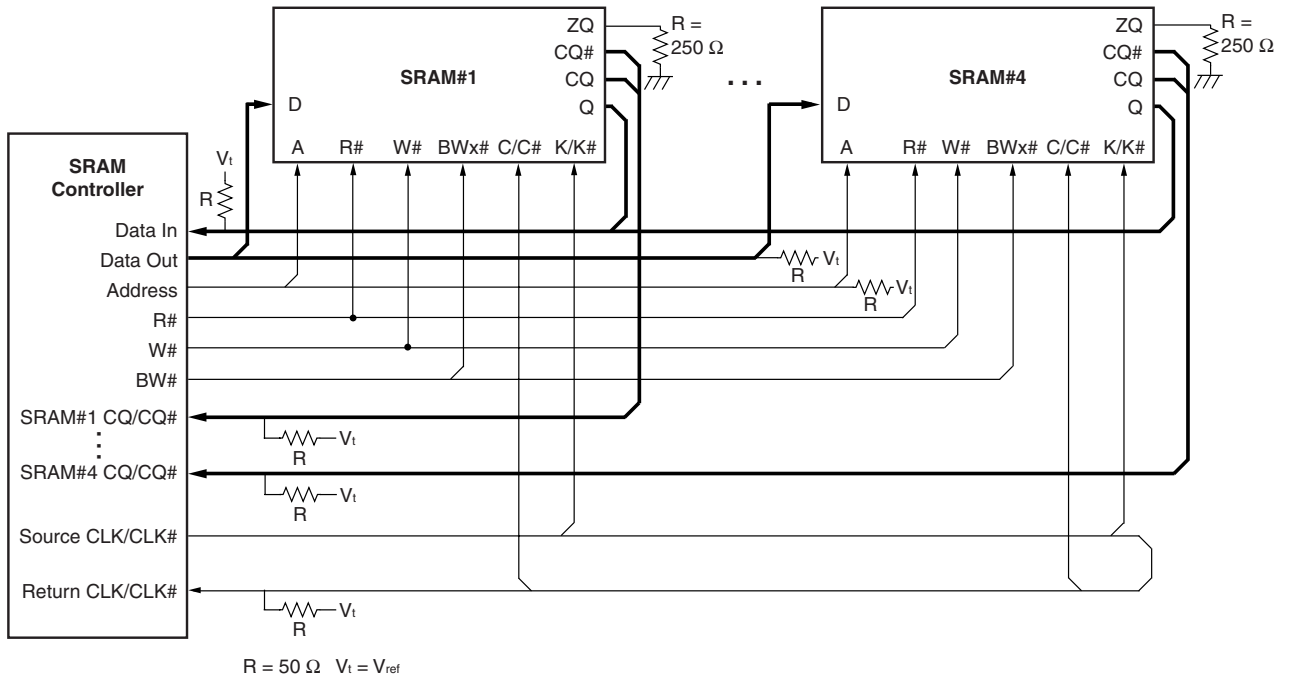 SRAM#1
ZQ
CQ#
CQ
Q
D
A R# W# BWx# C/C# K/K#
R =
250 Ω
...
SRAM#4
ZQ
CQ#
CQ
Q
D
A R# W# BWx# C/C# K/K#
R =
250 Ω
SRAM
Controller
Vt
R
Data In
Data Out
R Vt
Address
R Vt
R#
W#
BW#
SRAM#1 CQ/CQ#
R Vt
⋮
SRAM#4 CQ/CQ#
R Vt
Source CLK/CLK#
Return CLK/CLK#
R Vt
R = 50 Ω Vt = Vref